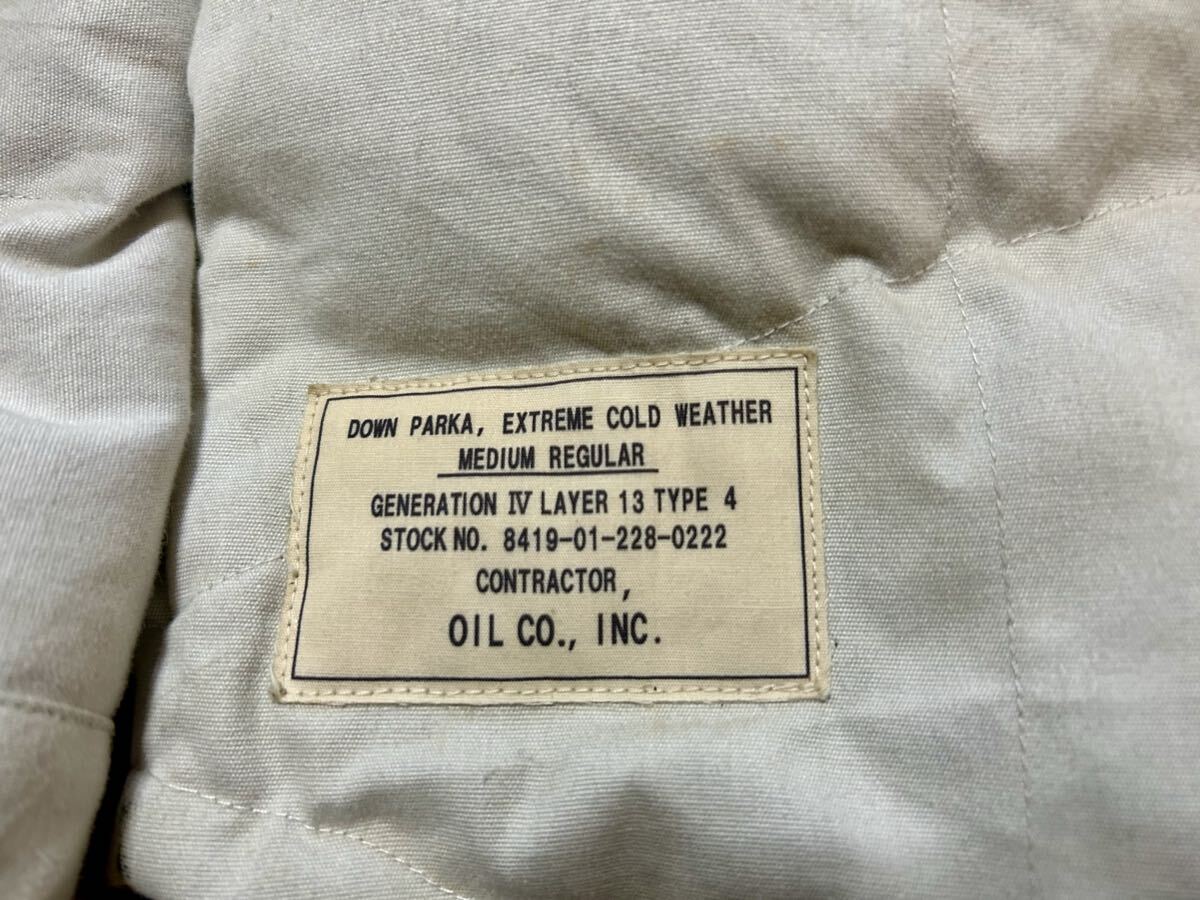 DOWN PARKA, EXTREME COLD WEATHER
MEDIUM REGULAR
GENERATION Ⅳ LAYER 13 TYPE 4
STOCK NO. 8419-01-228-0222
CONTRACTOR,
OIL CO., INC.